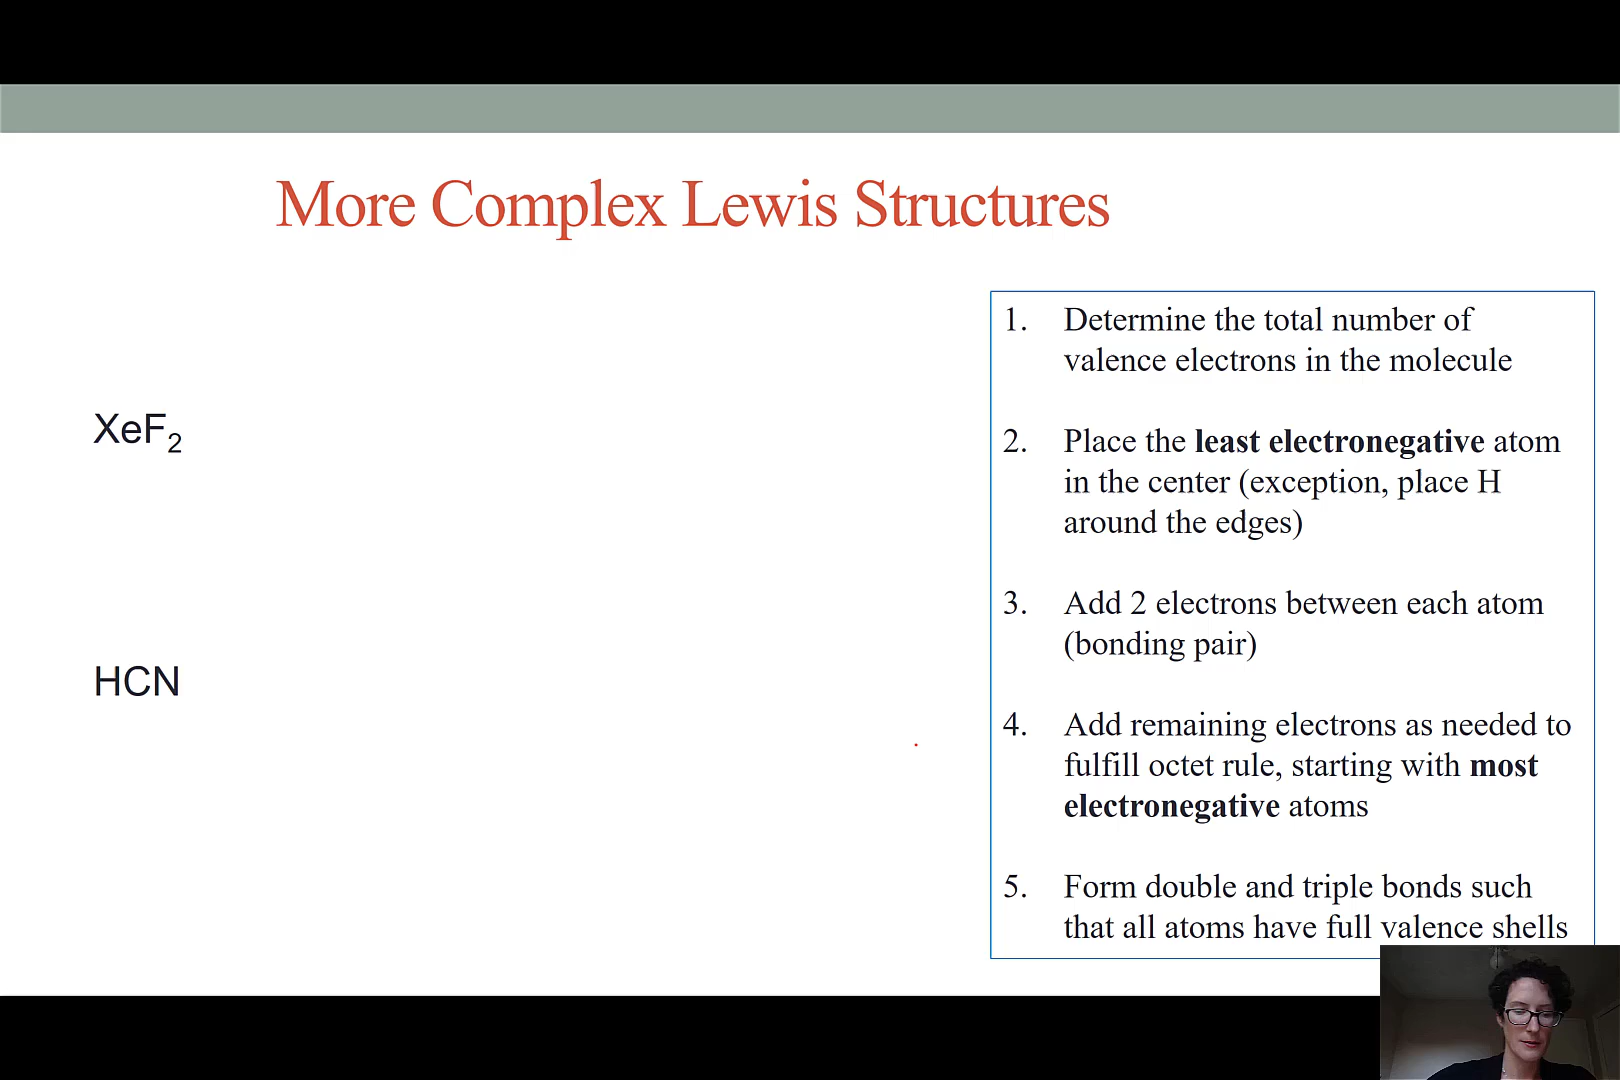 More Complex Lewis Structures
XeF₂
HCN
1. Determine the total number of
valence electrons in the molecule
2. Place the least electronegative atom
in the center (exception, place H
around the edges)
3. Add 2 electrons between each atom
(bonding pair)
4. Add remaining electrons as needed to
fulfill octet rule, starting with most
electronegative atoms
5. Form double and triple bonds such
that all atoms have full valence shells